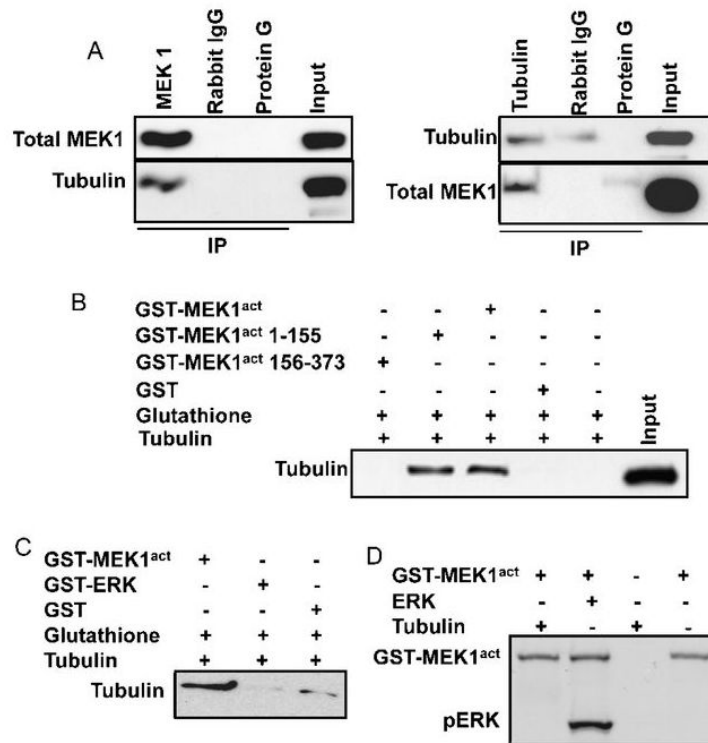 A
MEK 1 Rabbit IgG Protein G Input
Total MEK1
Tubulin
IP
Tubulin Rabbit IgG Protein G Input
Tubulin
Total MEK1
IP
B
GST-MEK1act - - + - -
GST-MEK1act 1-155 - + - - -
GST-MEK1act 156-373 + - - - -
GST - - - + -
Glutathione + + + + +
Tubulin + + + + + Input
Tubulin
C
GST-MEK1act + - -
GST-ERK - + -
GST - - +
Glutathione + + +
Tubulin + + +
Tubulin
D
GST-MEK1act + + - +
ERK - + - -
Tubulin + - + -
GST-MEK1act
pERK